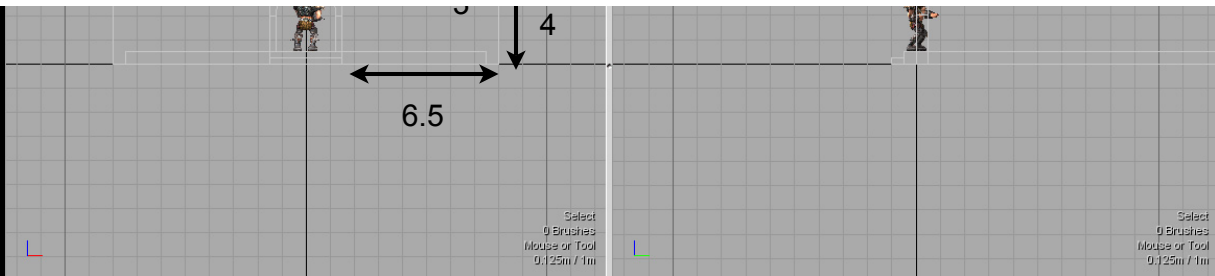 4
6.5
Select
0 Brushes
Mouse or Tool
0.125m / 1m
Select
0 Brushes
Mouse or Tool
0.125m / 1m